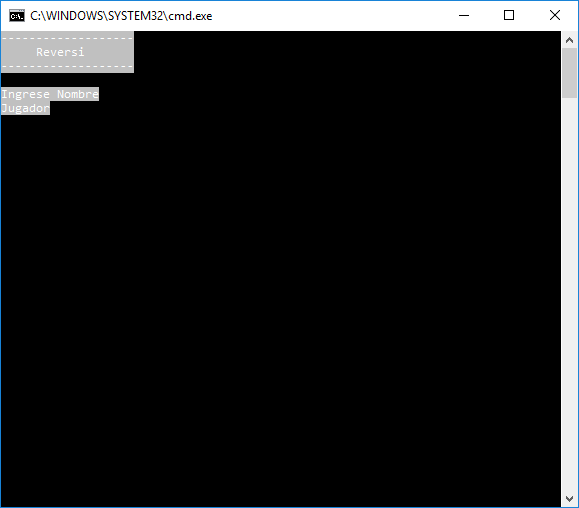 C:\WINDOWS\SYSTEM32\cmd.exe
-------------------
Reversi
-------------------
Ingrese Nombre
Jugador